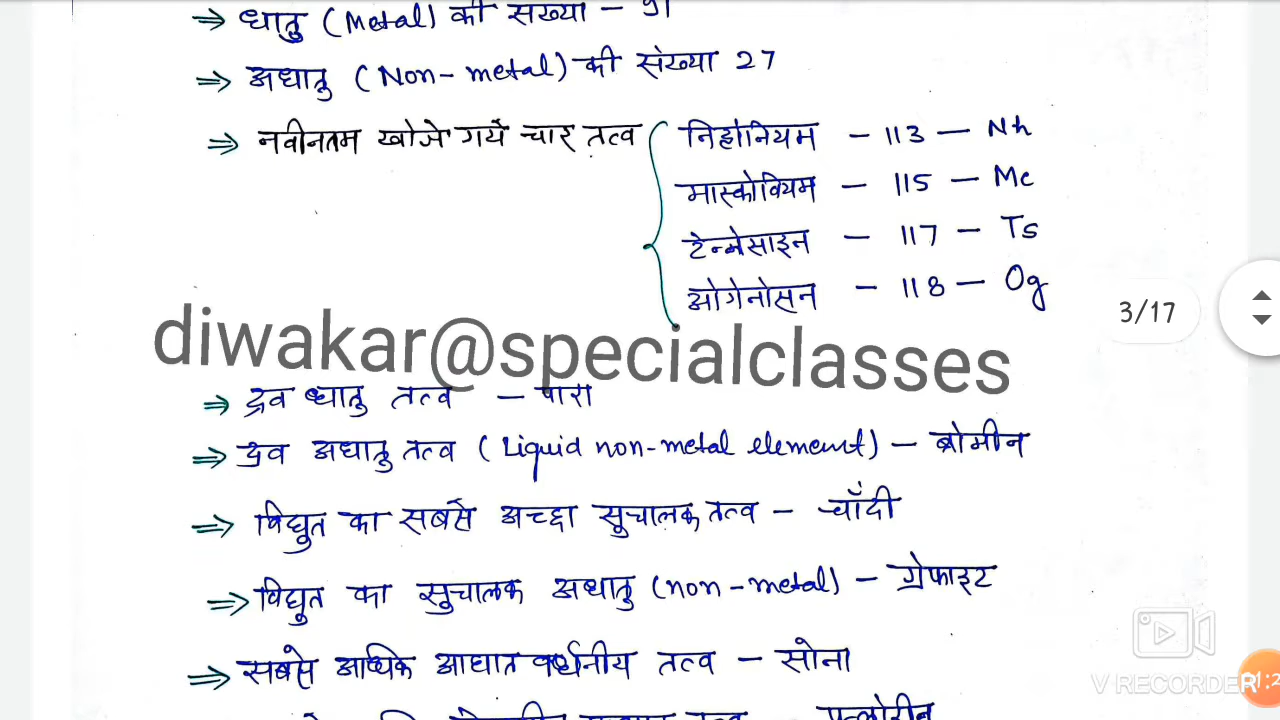 ⇒ धातु (Metal) की संख्या - 91
⇒ अधातु (Non-metal) की संख्या 27
⇒ नवीनतम खोजे गये चार तत्व { निहोनियम - 113 - Nh
मास्कोवियम - 115 - Mc
टेन्नेसाइन - 117 - Ts
ओगेनोसन - 118 - Og
3/17
diwakar@specialclasses
⇒ द्रव धातु तत्व - पारा
⇒ द्रव अधातु तत्व (Liquid non-metal element) - ब्रोमीन
⇒ विद्युत का सबसे अच्छा सुचालक तत्व - चाँदी
⇒ विद्युत का सुचालक अधातु (non-metal) - ग्रेफाइट
⇒ सबसे अधिक आघातवर्धनीय तत्व - सोना
V RECORDER